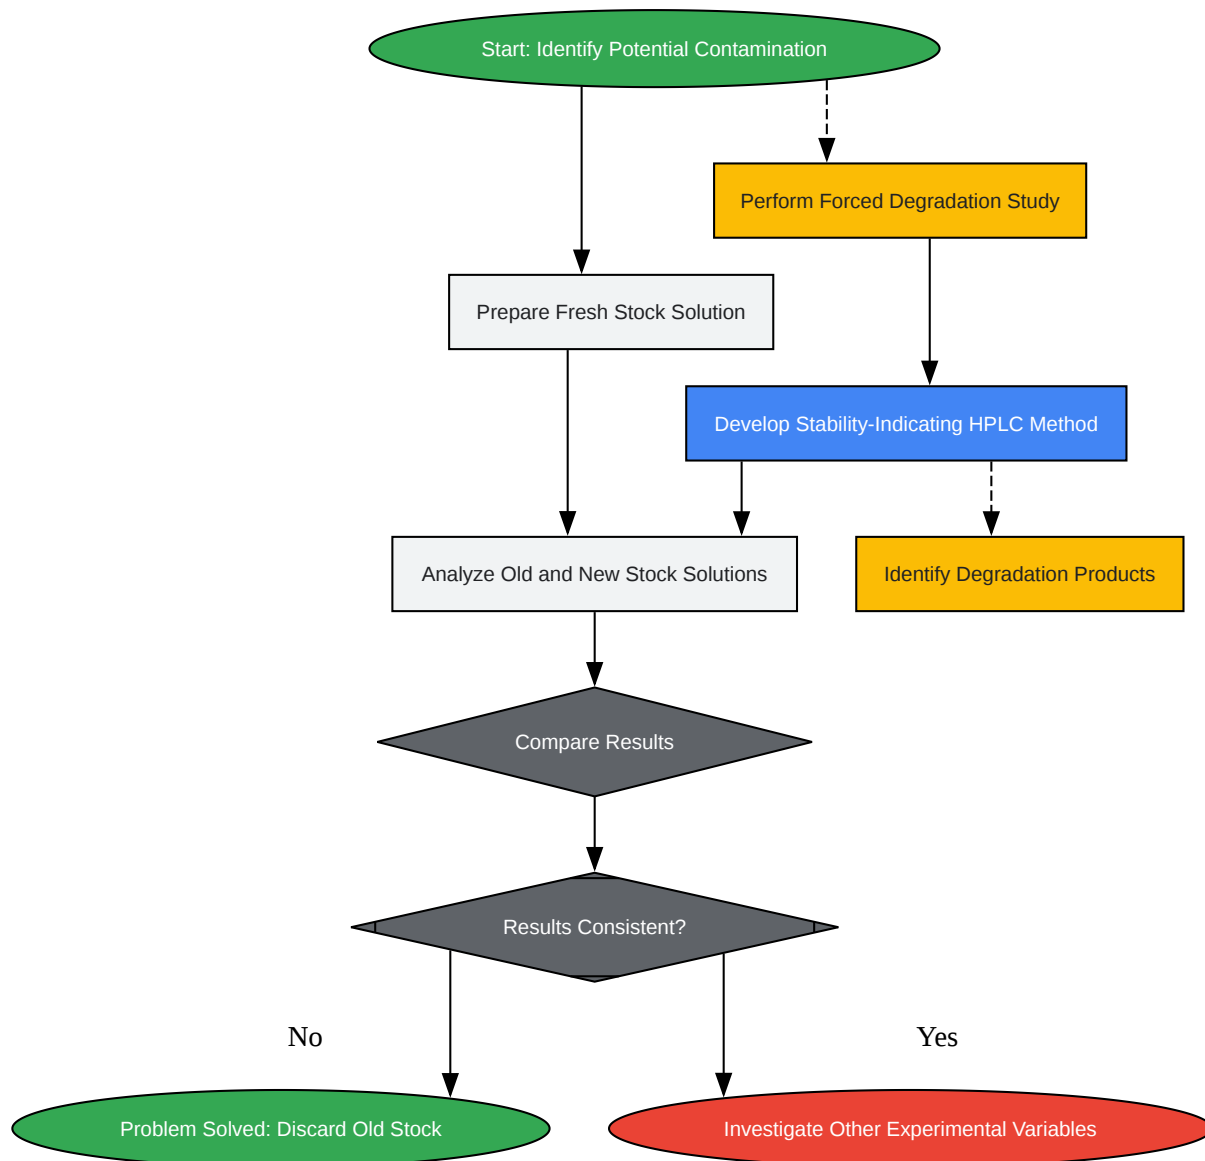 Start: Identify Potential Contamination
Perform Forced Degradation Study
Prepare Fresh Stock Solution
Develop Stability-Indicating HPLC Method
Analyze Old and New Stock Solutions
Identify Degradation Products
Compare Results
Results Consistent?
No
Yes
Problem Solved: Discard Old Stock
Investigate Other Experimental Variables